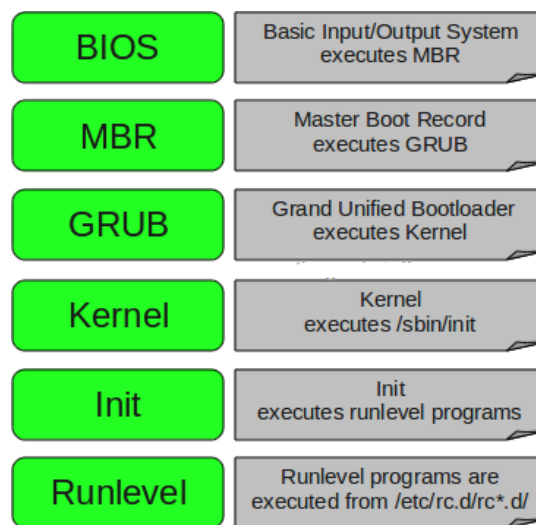 BIOS
Basic Input/Output System
executes MBR
MBR
Master Boot Record
executes GRUB
GRUB
Grand Unified Bootloader
executes Kernel
Kernel
Kernel
executes /sbin/init
Init
Init
executes runlevel programs
Runlevel
Runlevel programs are
executed from /etc/rc.d/rc*.d/